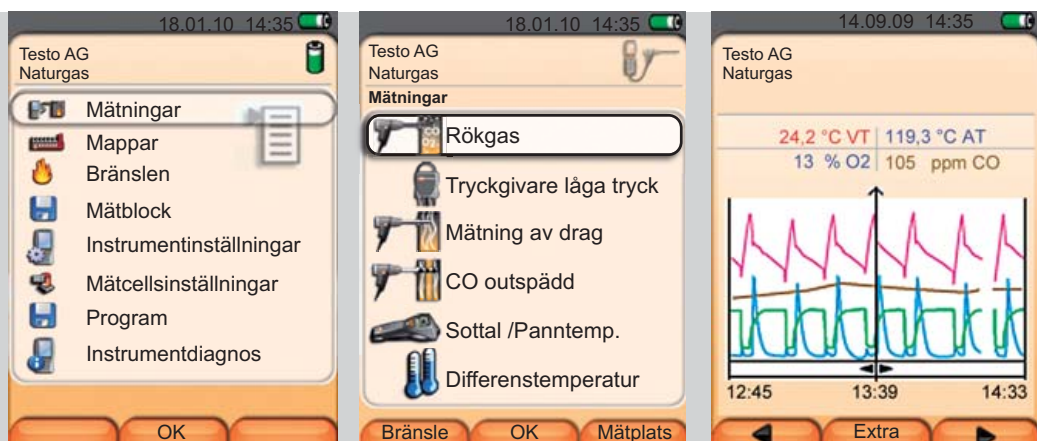 18.01.10 14:35
Testo AG
Naturgas
Mätningar
Mappar
Bränslen
Mätblock
Instrumentinställningar
Mätcellsinställningar
Program
Instrumentdiagnos
OK
18.01.10 14:35
Testo AG
Naturgas
Mätningar
Rökgas
Tryckgivare låga tryck
Mätning av drag
CO outspädd
Sottal /Panntemp.
Differenstemperatur
Bränsle OK Mätplats
14.09.09 14:35
Testo AG
Naturgas
24,2 °C VT 119,3 °C AT
13 % O2 105 ppm CO
12:45 13:39 14:33
Extra